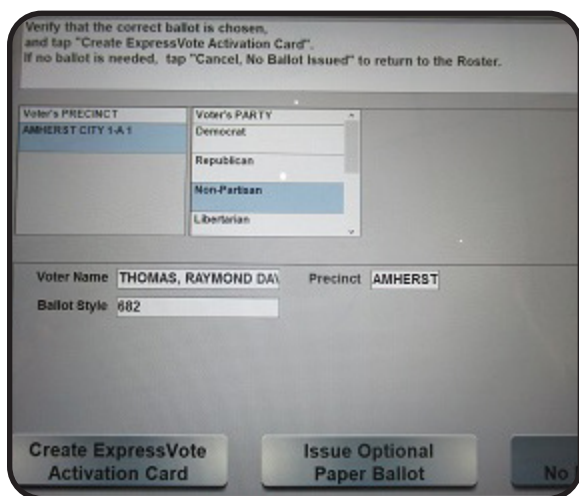 Verify that the correct ballot is chosen,
and tap "Create ExpressVote Activation Card".
If no ballot is needed, tap "Cancel, No Ballot Issued" to return to the Roster.
Voter's PRECINCT
Voter's PARTY
AMHERST CITY 1-A 1
Democrat
Republican
Non-Partisan
Libertarian
Voter Name THOMAS, RAYMOND DA
Precinct AMHERST
Ballot Style 682
Create ExpressVote
Activation Card
Issue Optional
Paper Ballot
No